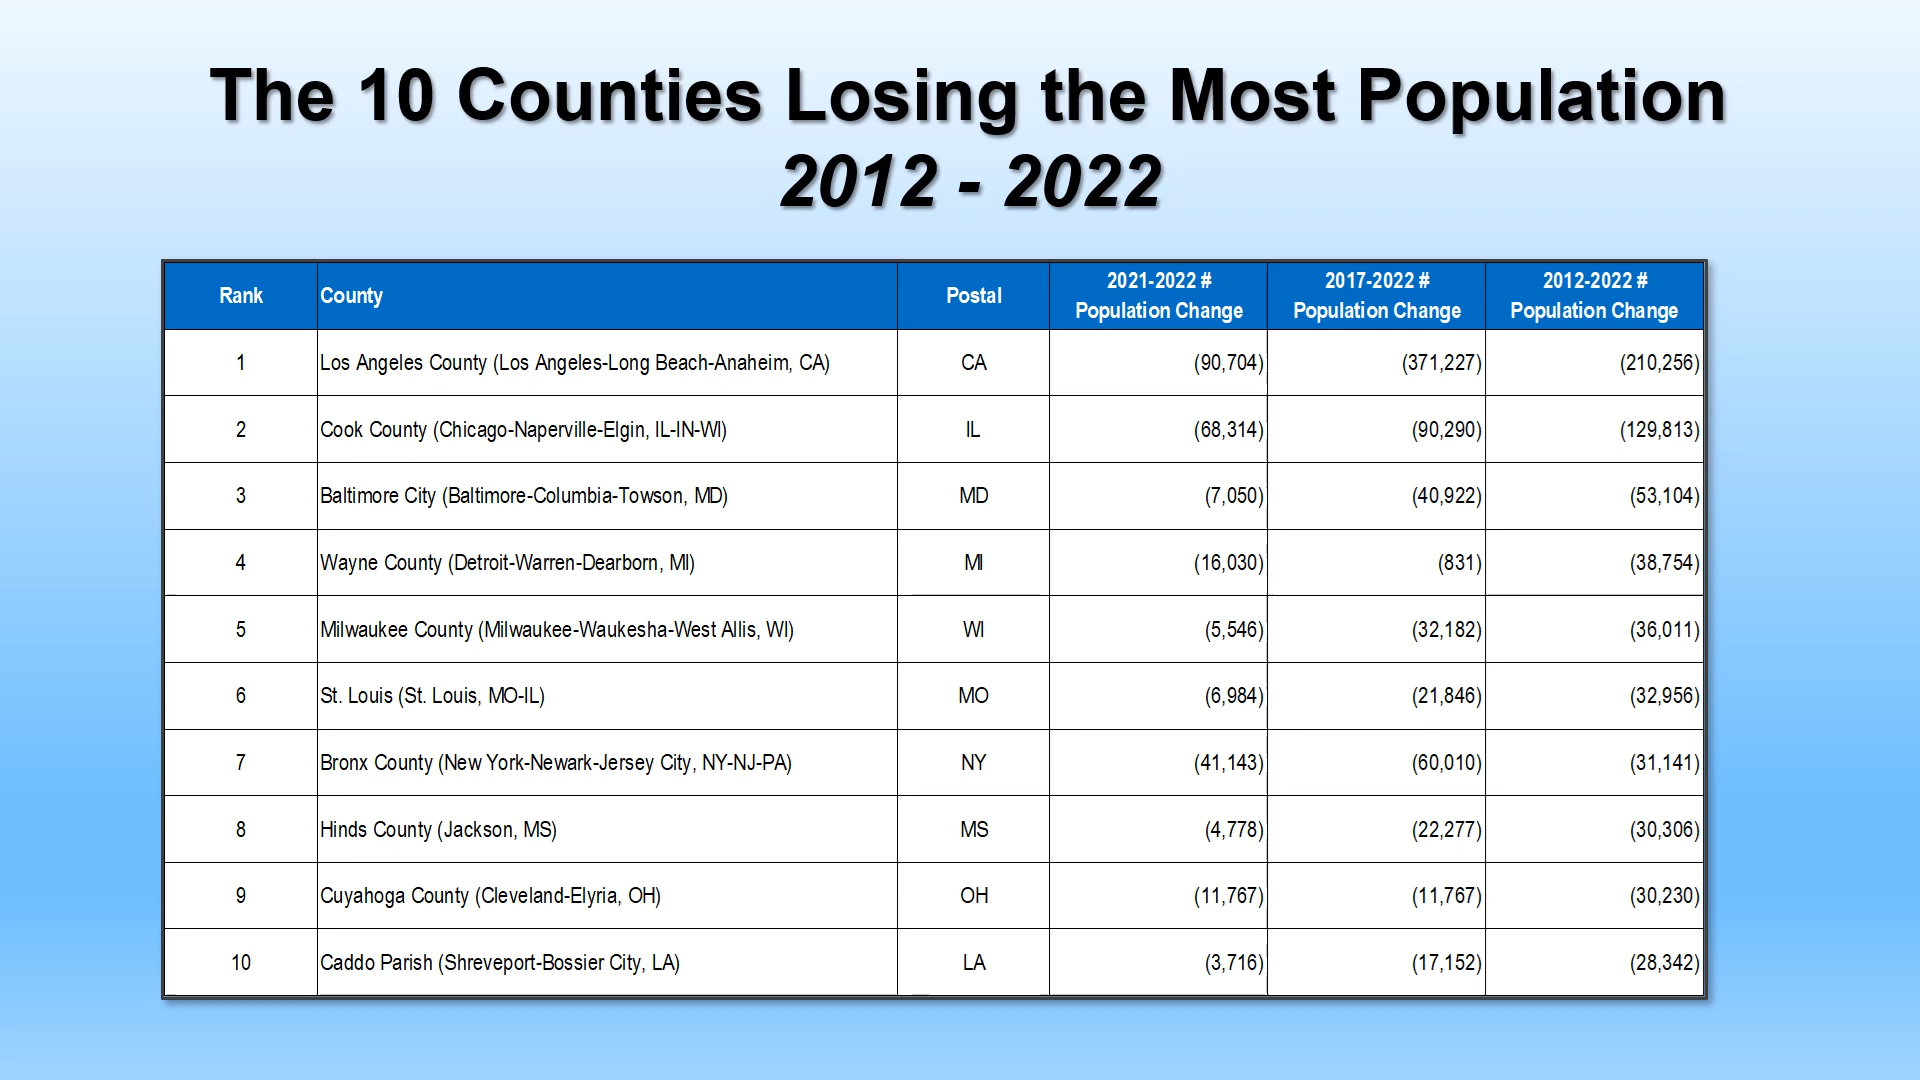 The 10 Counties Losing the Most Population
2012 - 2022
Rank County Postal 2021-2022 # Population Change 2017-2022 # Population Change 2012-2022 # Population Change
1 Los Angeles County (Los Angeles-Long Beach-Anaheim, CA) CA (90,704) (371,227) (210,256)
2 Cook County (Chicago-Naperville-Elgin, IL-IN-WI) IL (68,314) (90,290) (129,813)
3 Baltimore City (Baltimore-Columbia-Towson, MD) MD (7,050) (40,922) (53,104)
4 Wayne County (Detroit-Warren-Dearborn, MI) MI (16,030) (831) (38,754)
5 Milwaukee County (Milwaukee-Waukesha-West Allis, WI) WI (5,546) (32,182) (36,011)
6 St. Louis (St. Louis, MO-IL) MO (6,984) (21,846) (32,956)
7 Bronx County (New York-Newark-Jersey City, NY-NJ-PA) NY (41,143) (60,010) (31,141)
8 Hinds County (Jackson, MS) MS (4,778) (22,277) (30,306)
9 Cuyahoga County (Cleveland-Elyria, OH) OH (11,767) (11,767) (30,230)
10 Caddo Parish (Shreveport-Bossier City, LA) LA (3,716) (17,152) (28,342)